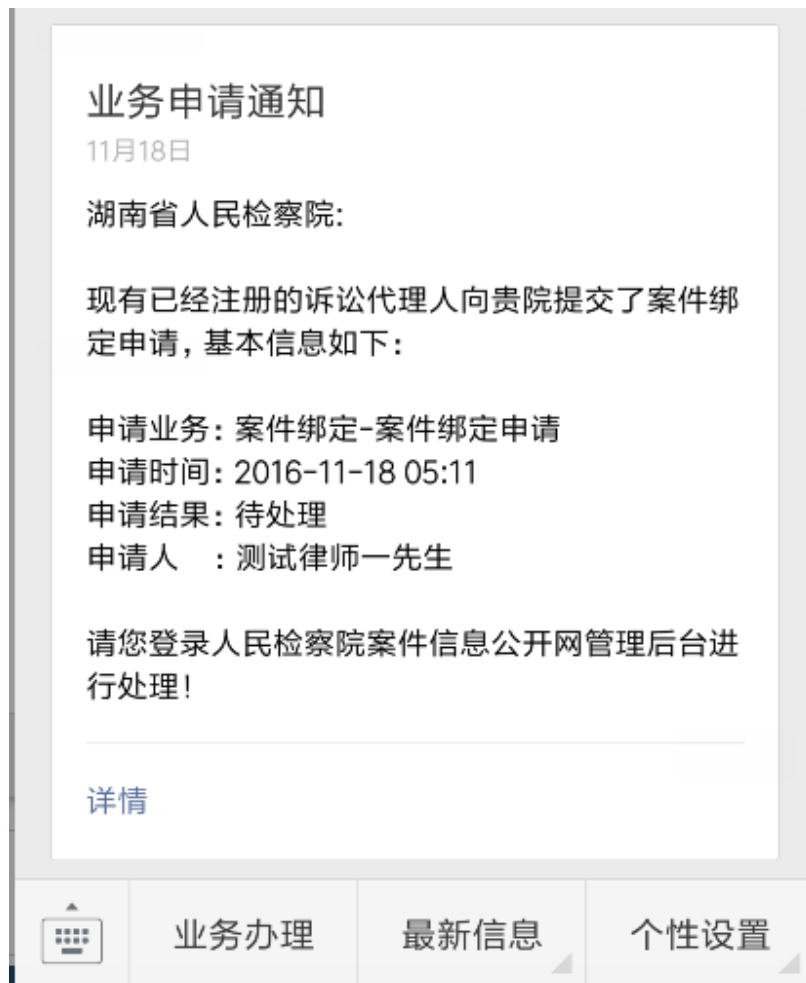 业务申请通知
11月18日
湖南省人民检察院:
现有已经注册的诉讼代理人向贵院提交了案件绑
定申请，基本信息如下：
申请业务：案件绑定-案件绑定申请
申请时间：2016-11-18 05:11
申请结果：待处理
申请人　：测试律师一先生
请您登录人民检察院案件信息公开网管理后台进
行处理！
详情
业务办理 最新信息 个性设置